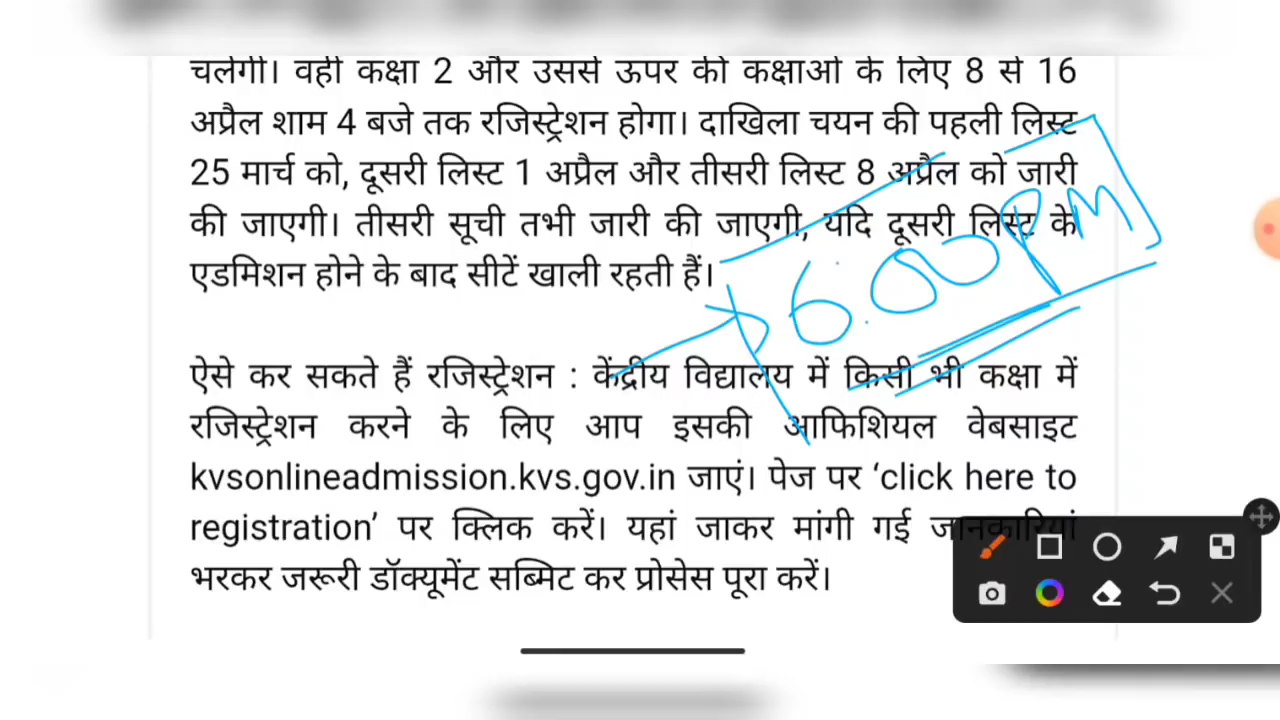 चलेगी। वहीं कक्षा 2 और उससे ऊपर की कक्षाओं के लिए 8 से 16
अप्रैल शाम 4 बजे तक रजिस्ट्रेशन होगा। दाखिला चयन की पहली लिस्ट
25 मार्च को, दूसरी लिस्ट 1 अप्रैल और तीसरी लिस्ट 8 अप्रैल को जारी
की जाएगी। तीसरी सूची तभी जारी की जाएगी, यदि दूसरी लिस्ट के
एडमिशन होने के बाद सीटें खाली रहती हैं।
6.00 PM
ऐसे कर सकते हैं रजिस्ट्रेशन : केंद्रीय विद्यालय में किसी भी कक्षा में
रजिस्ट्रेशन करने के लिए आप इसकी आफिशियल वेबसाइट
kvsonlineadmission.kvs.gov.in जाएं। पेज पर ‘click here to
registration’ पर क्लिक करें। यहां जाकर मांगी गई जानकारियां
भरकर जरूरी डॉक्यूमेंट सब्मिट कर प्रोसेस पूरा करें।